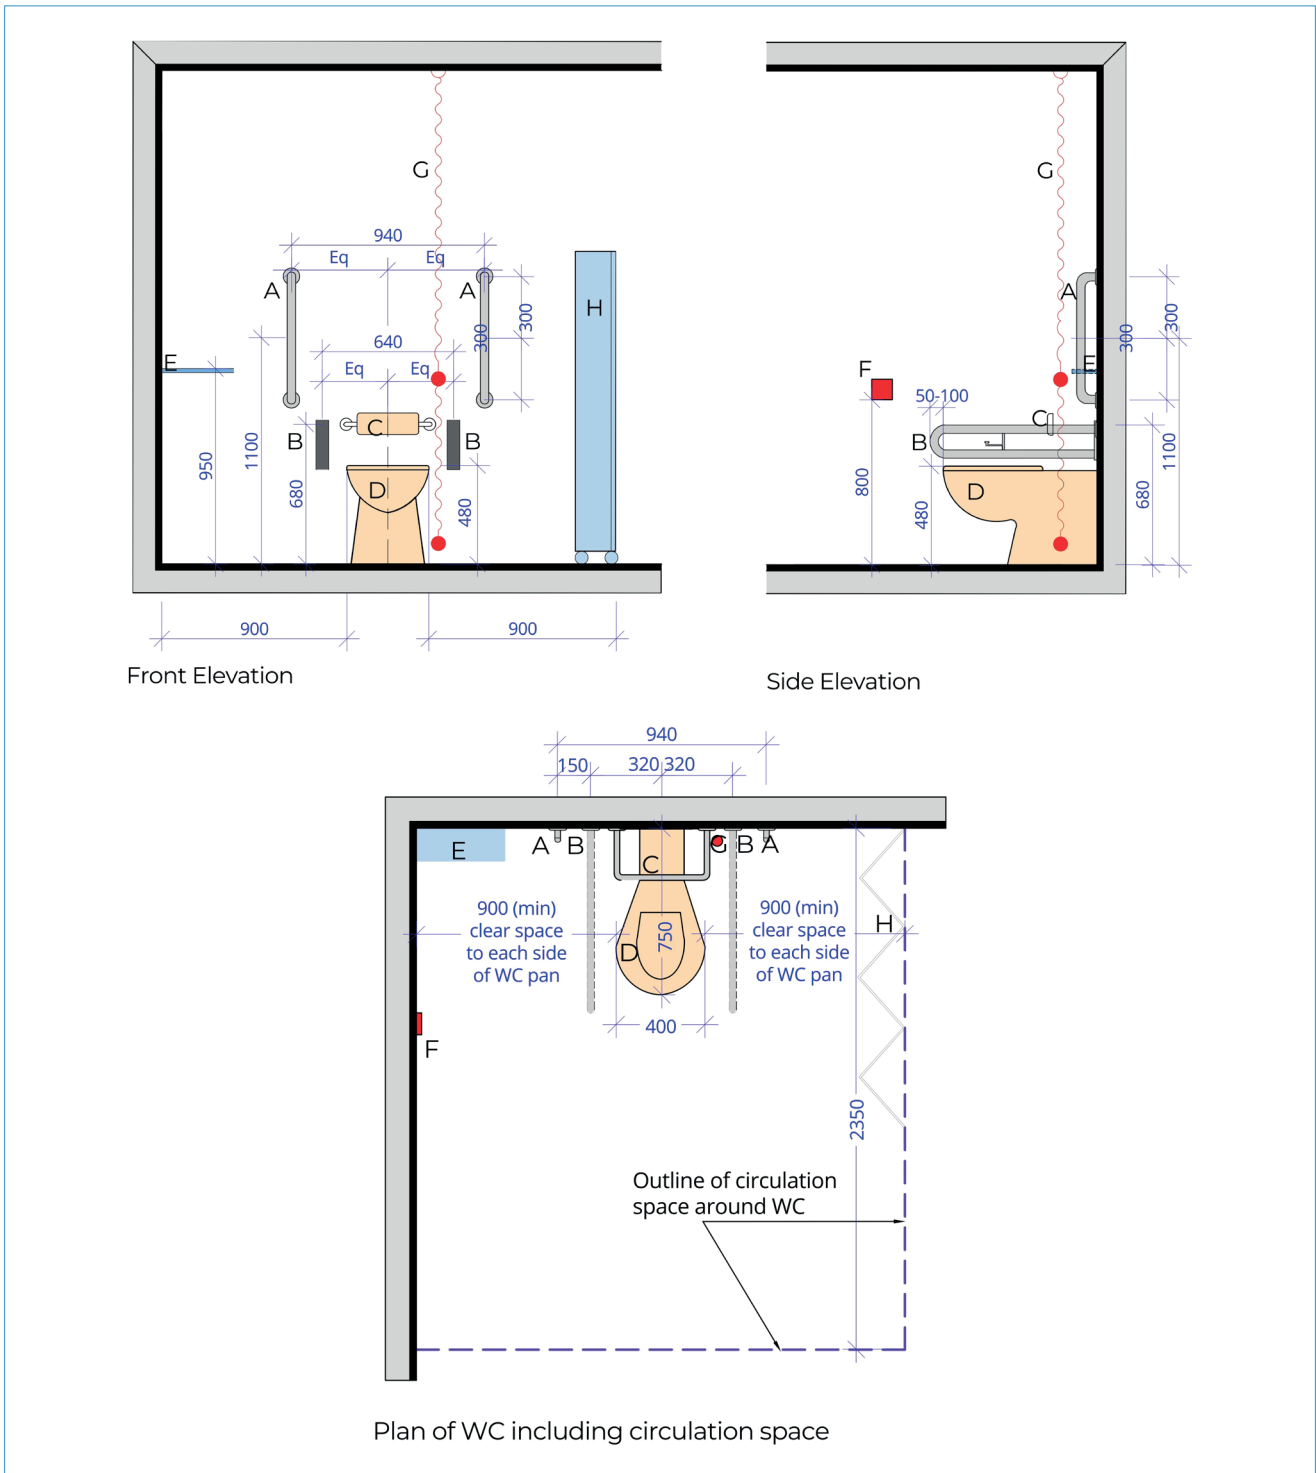 G
940
Eq Eq
A A
300
300
H
640
Eq Eq
E
C
B B
950
1100
680
D
480
900 900
Front Elevation
G
A
300
300
F
E
50-100
C
B
800
480
D
680
1100
Side Elevation
940
150 320 320
A B G B A
E
C
900 (min)
clear space
to each side
of WC pan
D
750
900 (min)
clear space
to each side
of WC pan
H
400
F
2350
Outline of circulation
space around WC
Plan of WC including circulation space